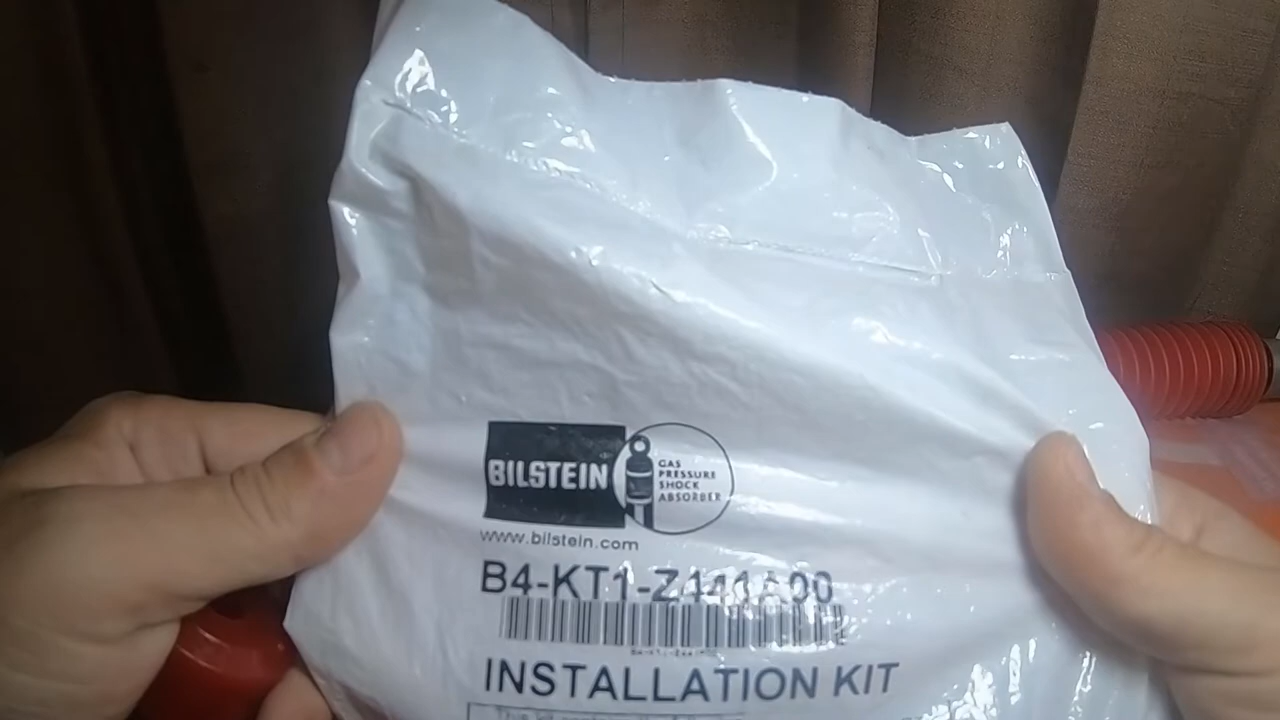 BILSTEIN
GAS
PRESSURE
SHOCK
ABSORBER
www.bilstein.com
B4-KT1-Z441A00
INSTALLATION KIT